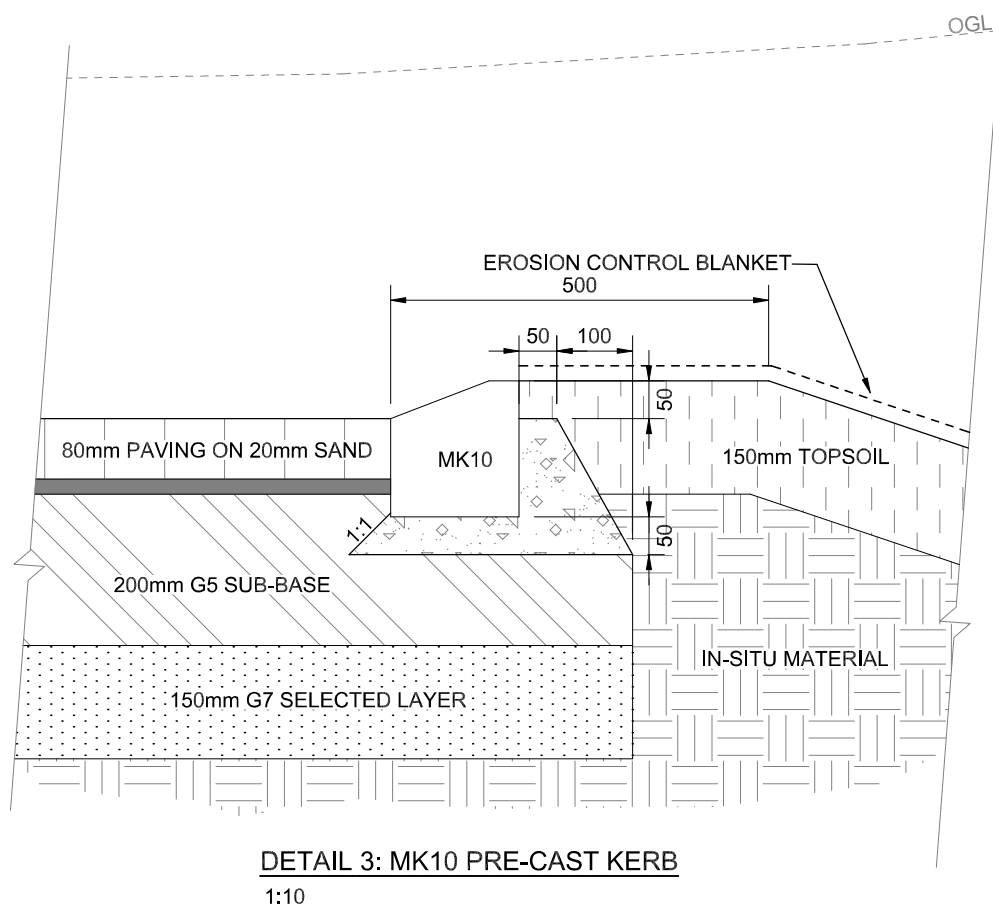 OGL
EROSION CONTROL BLANKET
500
50
100
50
80mm PAVING ON 20mm SAND
MK10
150mm TOPSOIL
1:1
50
200mm G5 SUB-BASE
IN-SITU MATERIAL
150mm G7 SELECTED LAYER
DETAIL 3: MK10 PRE-CAST KERB
1:10